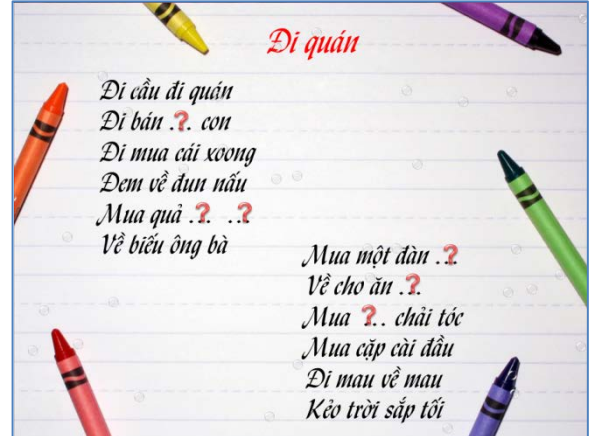 Đi quán
Đi cầu đi quán
Đi bán .?. con
Đi mua cái xoong
Đem về đun nấu
Mua quả .?. .?
Về biếu ông bà
Mua một đàn .?.
Về cho ăn .?.
Mua ?.. chải tóc
Mua cặp cài đầu
Đi mau về mau
Kẻo trời sắp tối